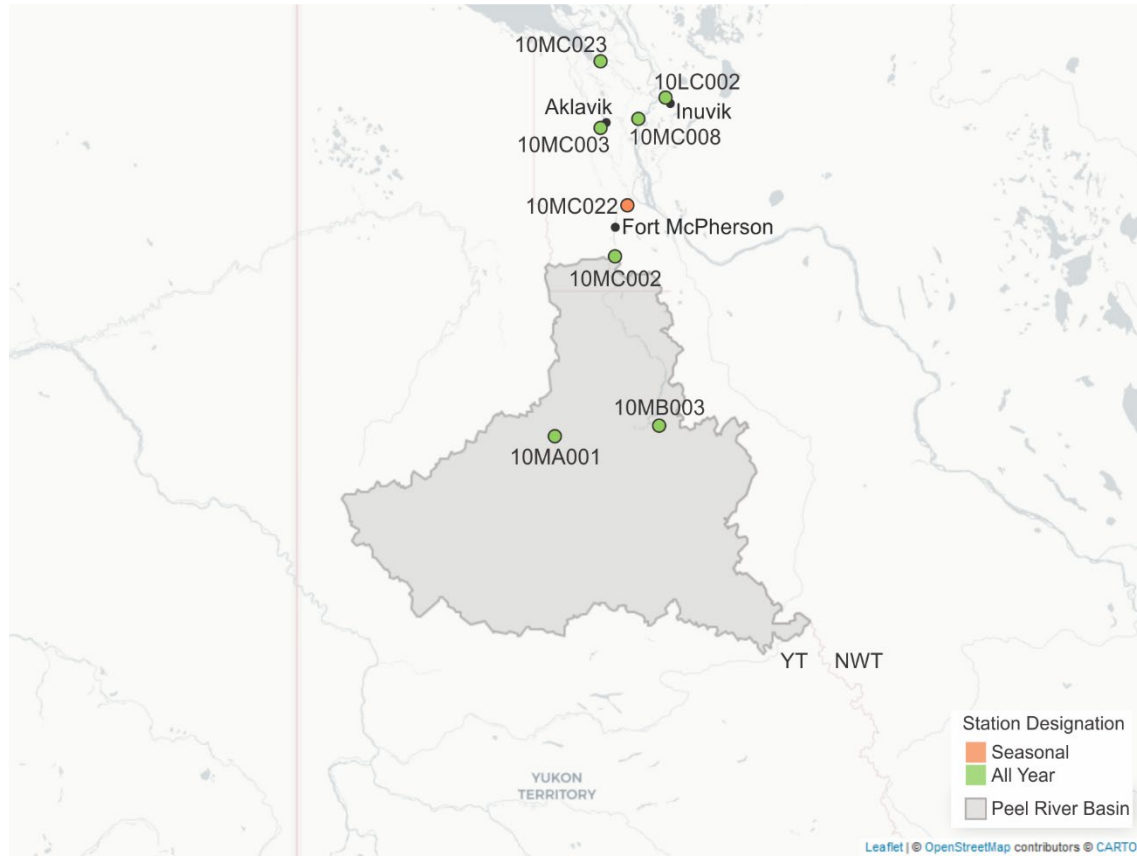 10MC023
10LC002
Aklavik
Inuvik
10MC003
10MC008
10MC022
Fort McPherson
10MC002
10MB003
10MA001
YT
NWT
Station Designation
Seasonal
All Year
Peel River Basin
YUKON
TERRITORY
Leaflet | © OpenStreetMap contributors © CARTO